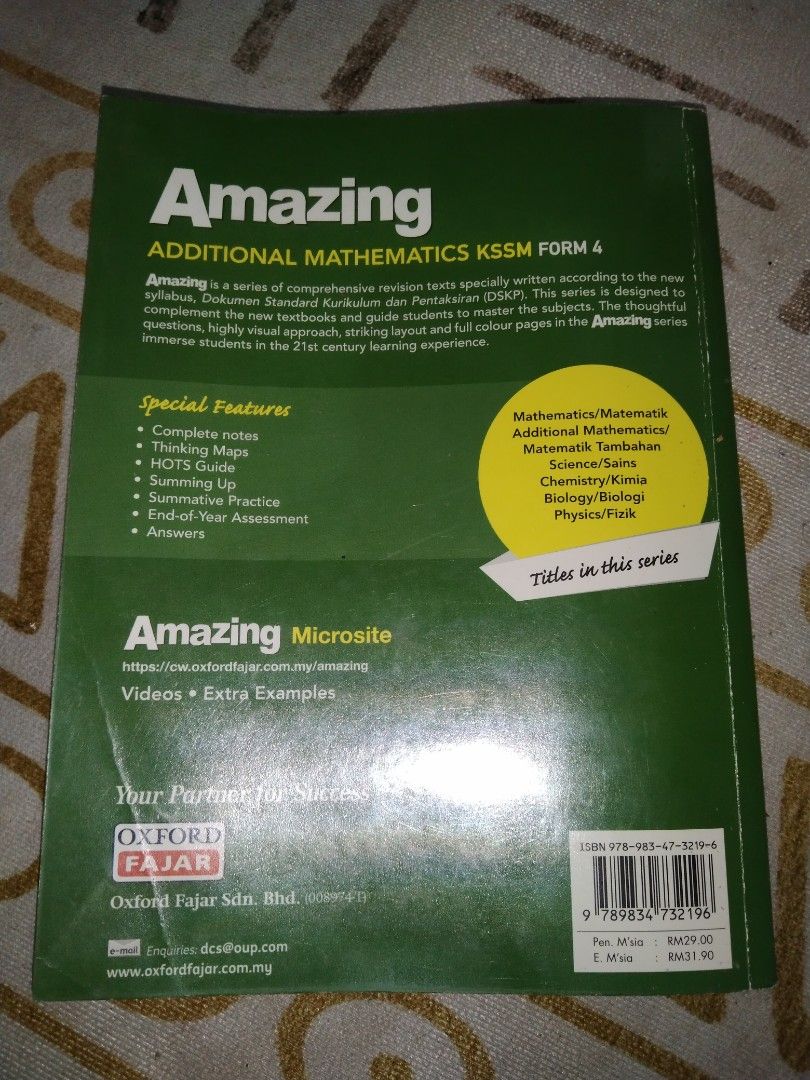 Amazing
ADDITIONAL MATHEMATICS KSSM FORM 4
Amazing is a series of comprehensive revision texts specially written according to the new
syllabus, Dokumen Standard Kurikulum dan Pentaksiran (DSKP). This series is designed to
complement the new textbooks and guide students to master the subjects. The thoughtful
questions, highly visual approach, striking layout and full colour pages in the Amazing series
immerse students in the 21st century learning experience.
Special Features
• Complete notes
• Thinking Maps
• HOTS Guide
• Summing Up
• Summative Practice
• End-of-Year Assessment
• Answers
Mathematics/Matematik
Additional Mathematics/
Matematik Tambahan
Science/Sains
Chemistry/Kimia
Biology/Biologi
Physics/Fizik
Titles in this series
Amazing Microsite
https://cw.oxfordfajar.com.my/amazing
Videos • Extra Examples
Your Partner for Success
OXFORD
FAJAR
Oxford Fajar Sdn. Bhd. (008974-T)
e-mail Enquiries: dcs@oup.com
www.oxfordfajar.com.my
ISBN 978-983-47-3219-6
9 789834 732196
Pen. M'sia : RM29.00
E. M'sia : RM31.90